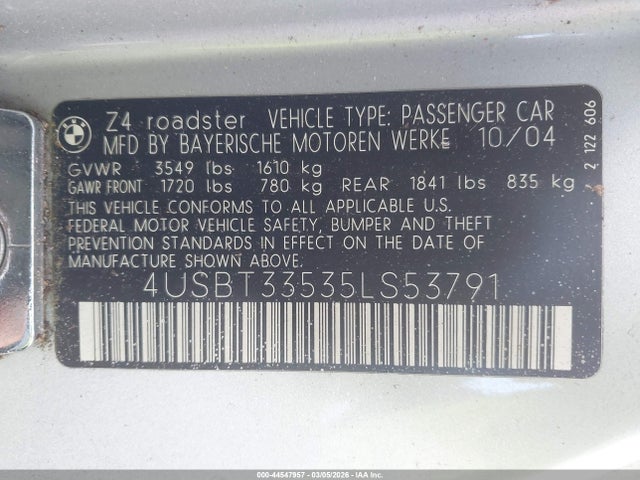 BMW
Z4 roadster VEHICLE TYPE: PASSENGER CAR
MFD BY BAYERISCHE MOTOREN WERKE 10/04
GVWR 3549 lbs 1610 kg
GAWR FRONT 1720 lbs 780 kg REAR 1841 lbs 835 kg
THIS VEHICLE CONFORMS TO ALL APPLICABLE U.S.
FEDERAL MOTOR VEHICLE SAFETY, BUMPER AND THEFT
PREVENTION STANDARDS IN EFFECT ON THE DATE OF
MANUFACTURE SHOWN ABOVE.
4USBT33535LS53791
7 2 122 606
000-44547957 - 03/05/2026 - COPART